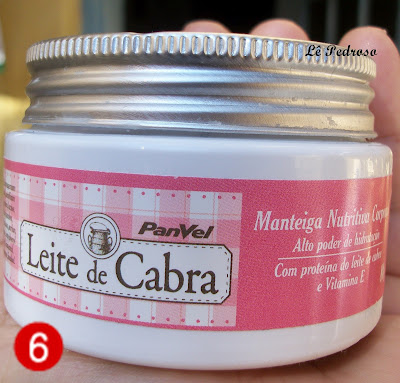 Lê Pedroso
PanVel
Leite de Cabra
Manteiga Nutritiva
Alto poder de hidratação
Com proteína do leite de cabra
e Vitamina E
6